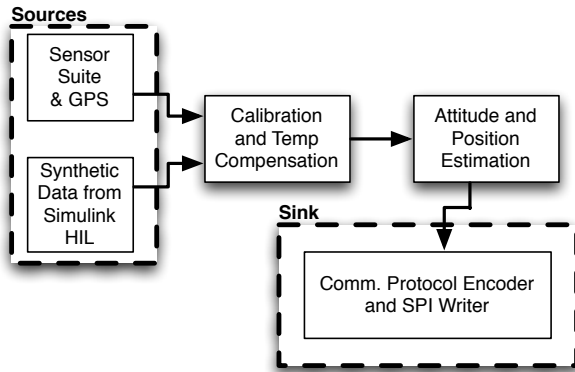 Sources
Sensor
Suite
& GPS
Synthetic
Data from
Simulink
HIL
Calibration
and Temp
Compensation
Attitude and
Position
Estimation
Sink
Comm. Protocol Encoder
and SPI Writer